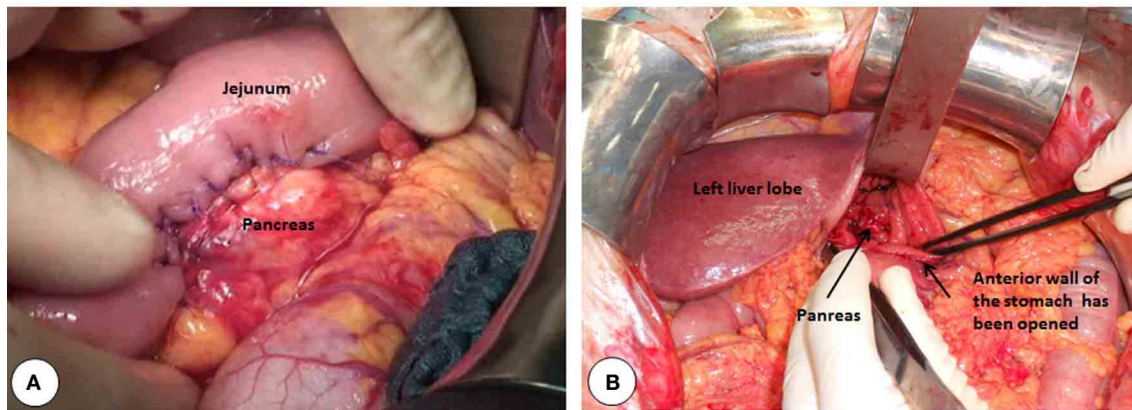 Jejunum
Pancreas
A
Left liver lobe
Panreas
Anterior wall of
the stomach has
been opened
B